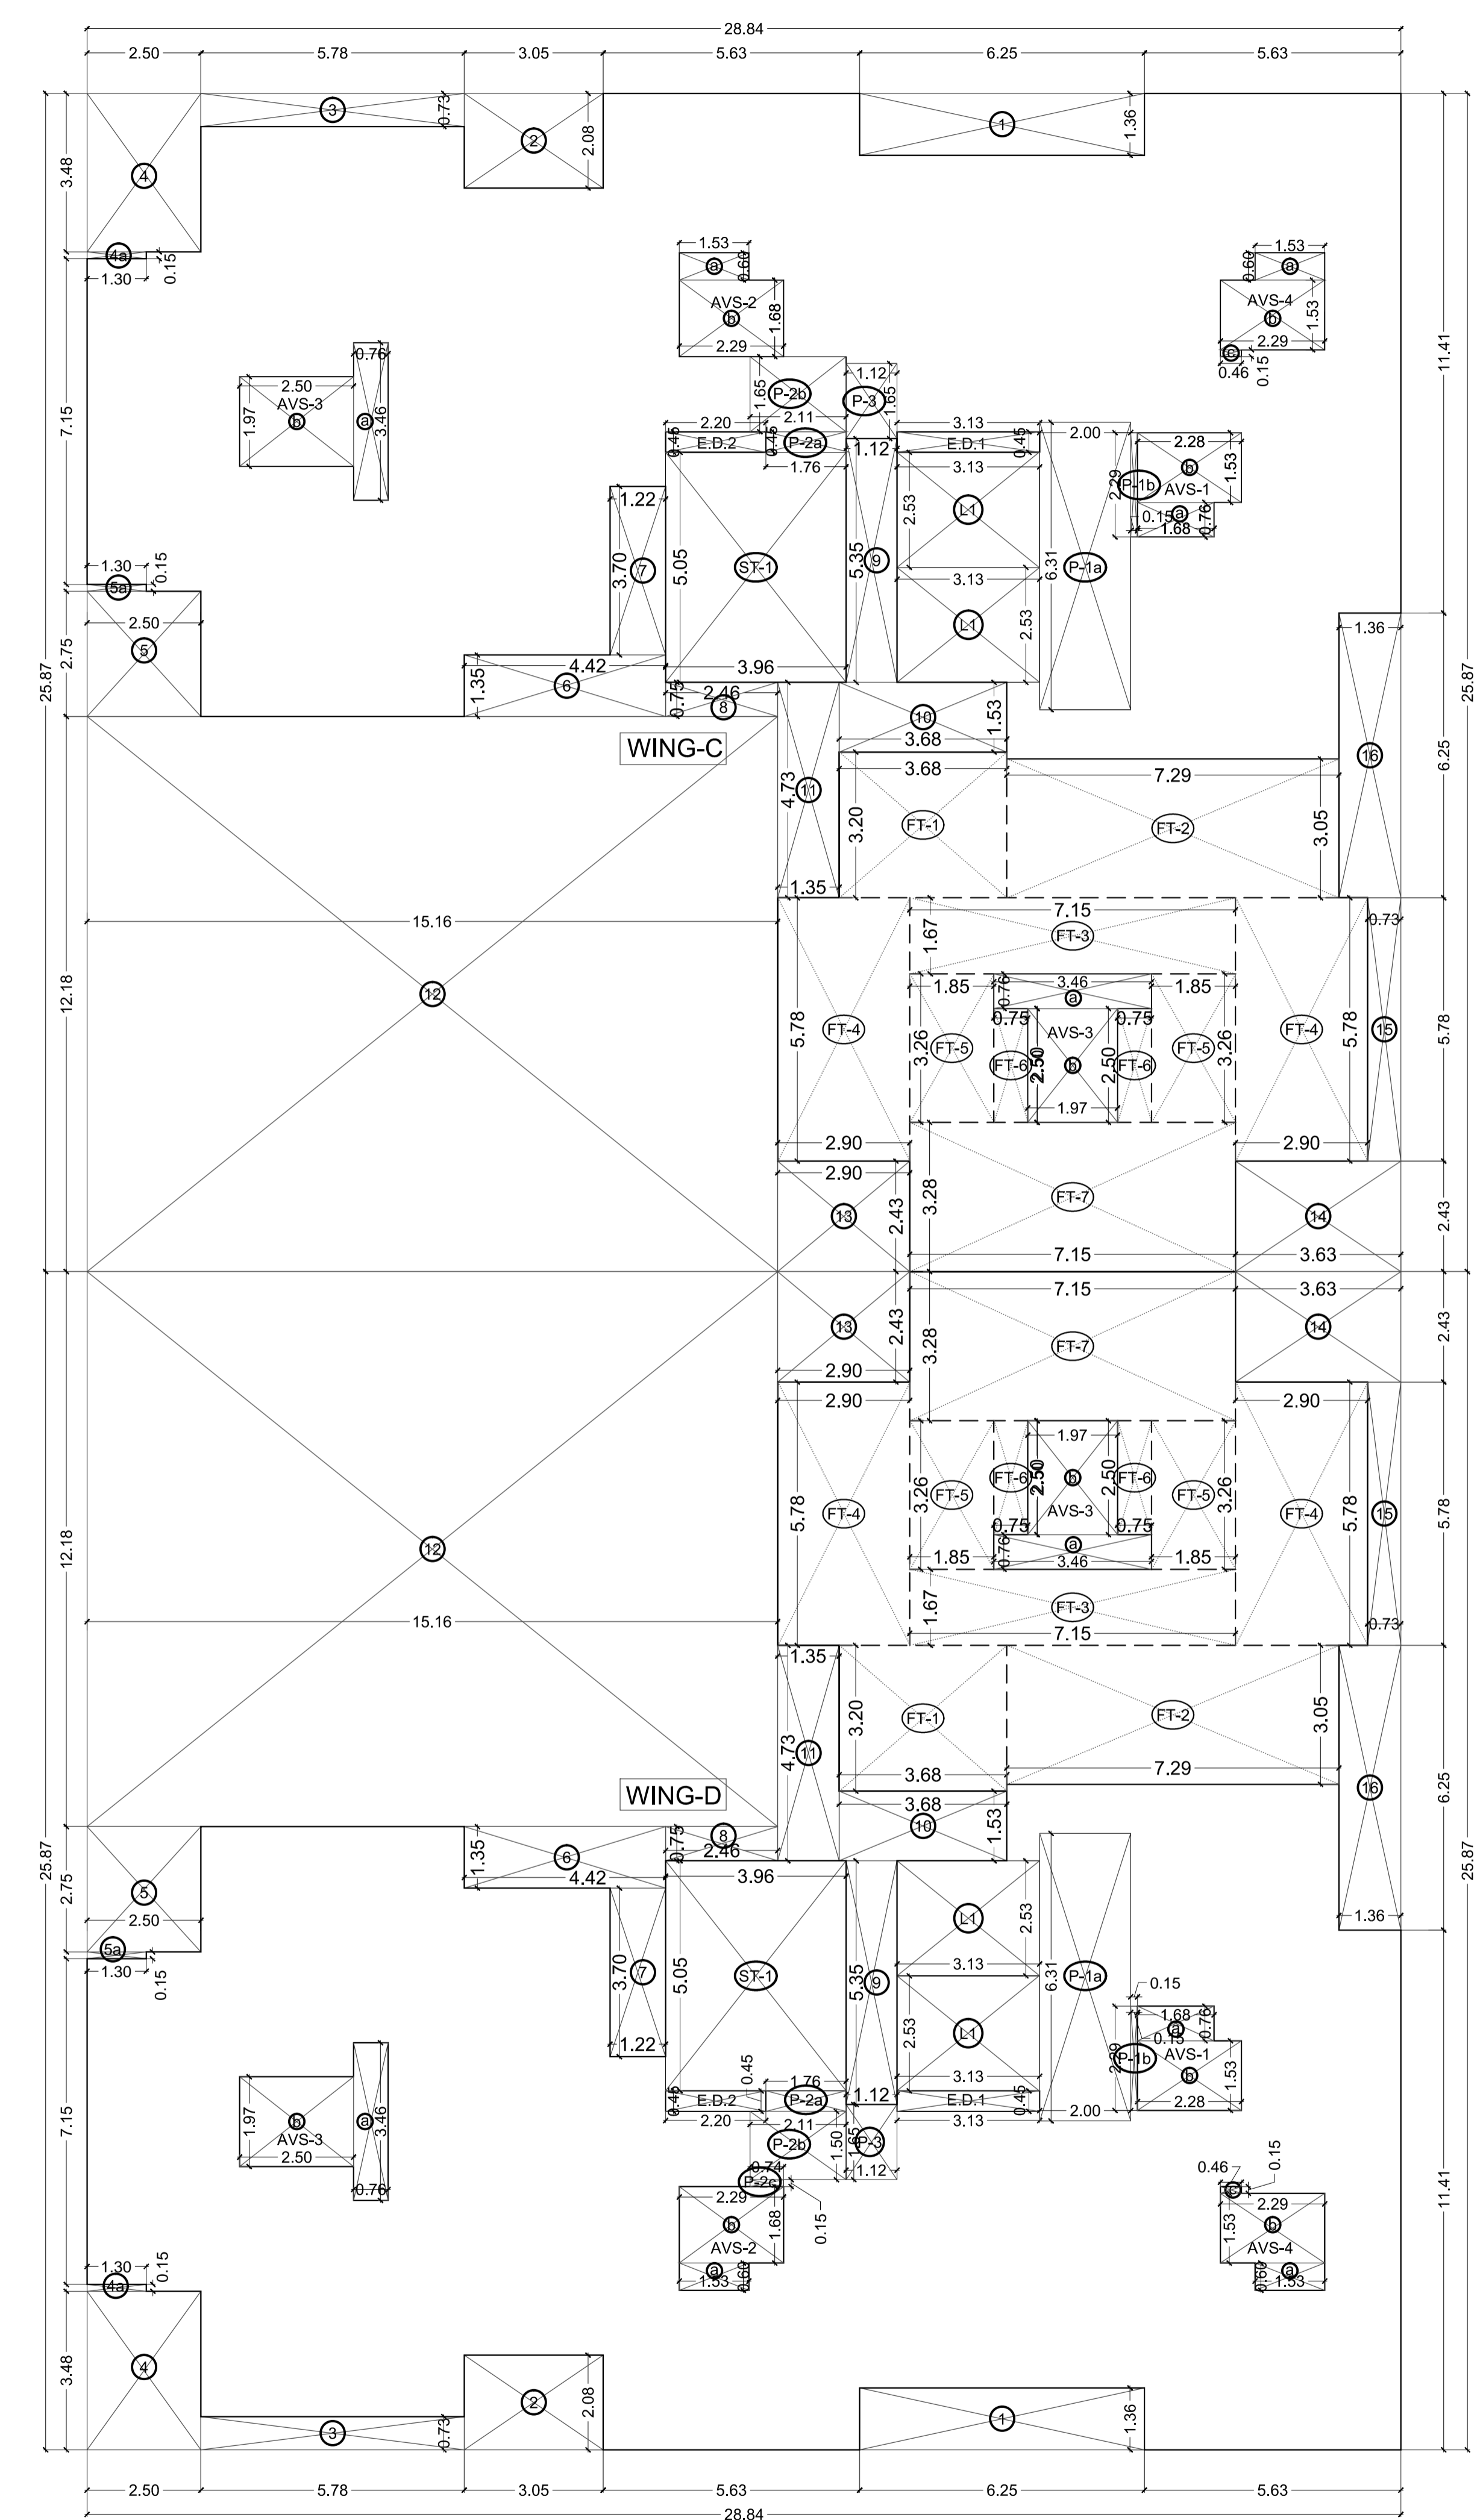 28.84
2.50 5.78 3.05 5.63 6.25 5.63
3 0.73 2 2.08 1 1.36
3.48 4
4a 1.30 0.15
1.53 a 0.60 AVS-2 b 1.68 2.29
1.53 0.60 a AVS-4 b 1.53 2.29 c 0.46 0.15
11.41
0.76 2.50 AVS-3 1.97 b a 3.46
7.15
1.65 P-2b 2.11 1.12 P-3 1.65
2.20 0.45 E.D.2 0.45 P-2a 1.76 1.12 3.13 E.D.1 0.45 3.13 2.00
2.28 b 1.53 AVS-1 2.29 P-1b 0.15 a 1.68 0.76
1.22 3.70 7 5.05 ST-1 5.35 9 2.53 L1 3.13 L1 2.53 6.31 P-1a
1.30 0.15 5a
2.50 5 2.75
25.87
1.35 4.42 6 3.96 0.75 2.46 8
10 1.53 3.68
1.36 16 6.25
25.87
WING-C
4.73 11 3.68 3.20 FT-1 7.29 FT-2 3.05
1.35
15.16
12
12.18
7.15 1.67 FT-3 0.73
1.85 0.76 3.46 a 1.85
5.78 FT-4 3.26 FT-5 0.75 FT-6 2.50 AVS-3 b 2.50 0.75 FT-6 FT-5 3.26 FT-4 5.78 15 5.78
1.97
2.90 2.90
2.90 13 2.43 3.28 FT-7 14 2.43
7.15 3.63
7.15 3.63
13 2.43 3.28 FT-7 14 2.43
2.90
2.90 2.90
1.97
5.78 FT-4 3.26 FT-5 FT-6 2.50 b 2.50 FT-6 FT-5 3.26 FT-4 5.78 15 5.78
AVS-3
0.75 0.75
1.85 0.76 a 3.46 1.85
12.18
12
1.67 FT-3 0.73
15.16 7.15
1.35
3.20 FT-1 FT-2 3.05
4.73 11 7.29 16 6.25
3.68
WING-D
3.68
0.75 8 2.46 10 1.53
1.35 6 4.42 3.96
25.87
5 2.75 2.50
5a 1.30 0.15
1.36
25.87
L1 2.53 3.13
3.70 7 5.05 ST-1 5.35 9 6.31 P-1a
1.22 2.53 L1 3.13
0.15 1.68 a 0.76 0.15 AVS-1 2.29 P-1b b 1.53 2.28
0.45 1.76 1.12
0.45 E.D.2 P-2a E.D.1 0.45
2.20 2.11 3.13 2.00
P-2b 1.50 1.65 P-3 1.12
0.74 P-2c 0.15
2.29 b 1.68 AVS-2 a 1.53 0.60
0.46 0.15 c 2.29 1.53 b AVS-4 0.60 a 1.53
11.41
7.15
1.97 b AVS-3 2.50 a 3.46 0.76
1.30 0.15 4a
3.48 4
3 0.73 2 2.08 1 1.36
2.50 5.78 3.05 5.63 6.25 5.63
28.84